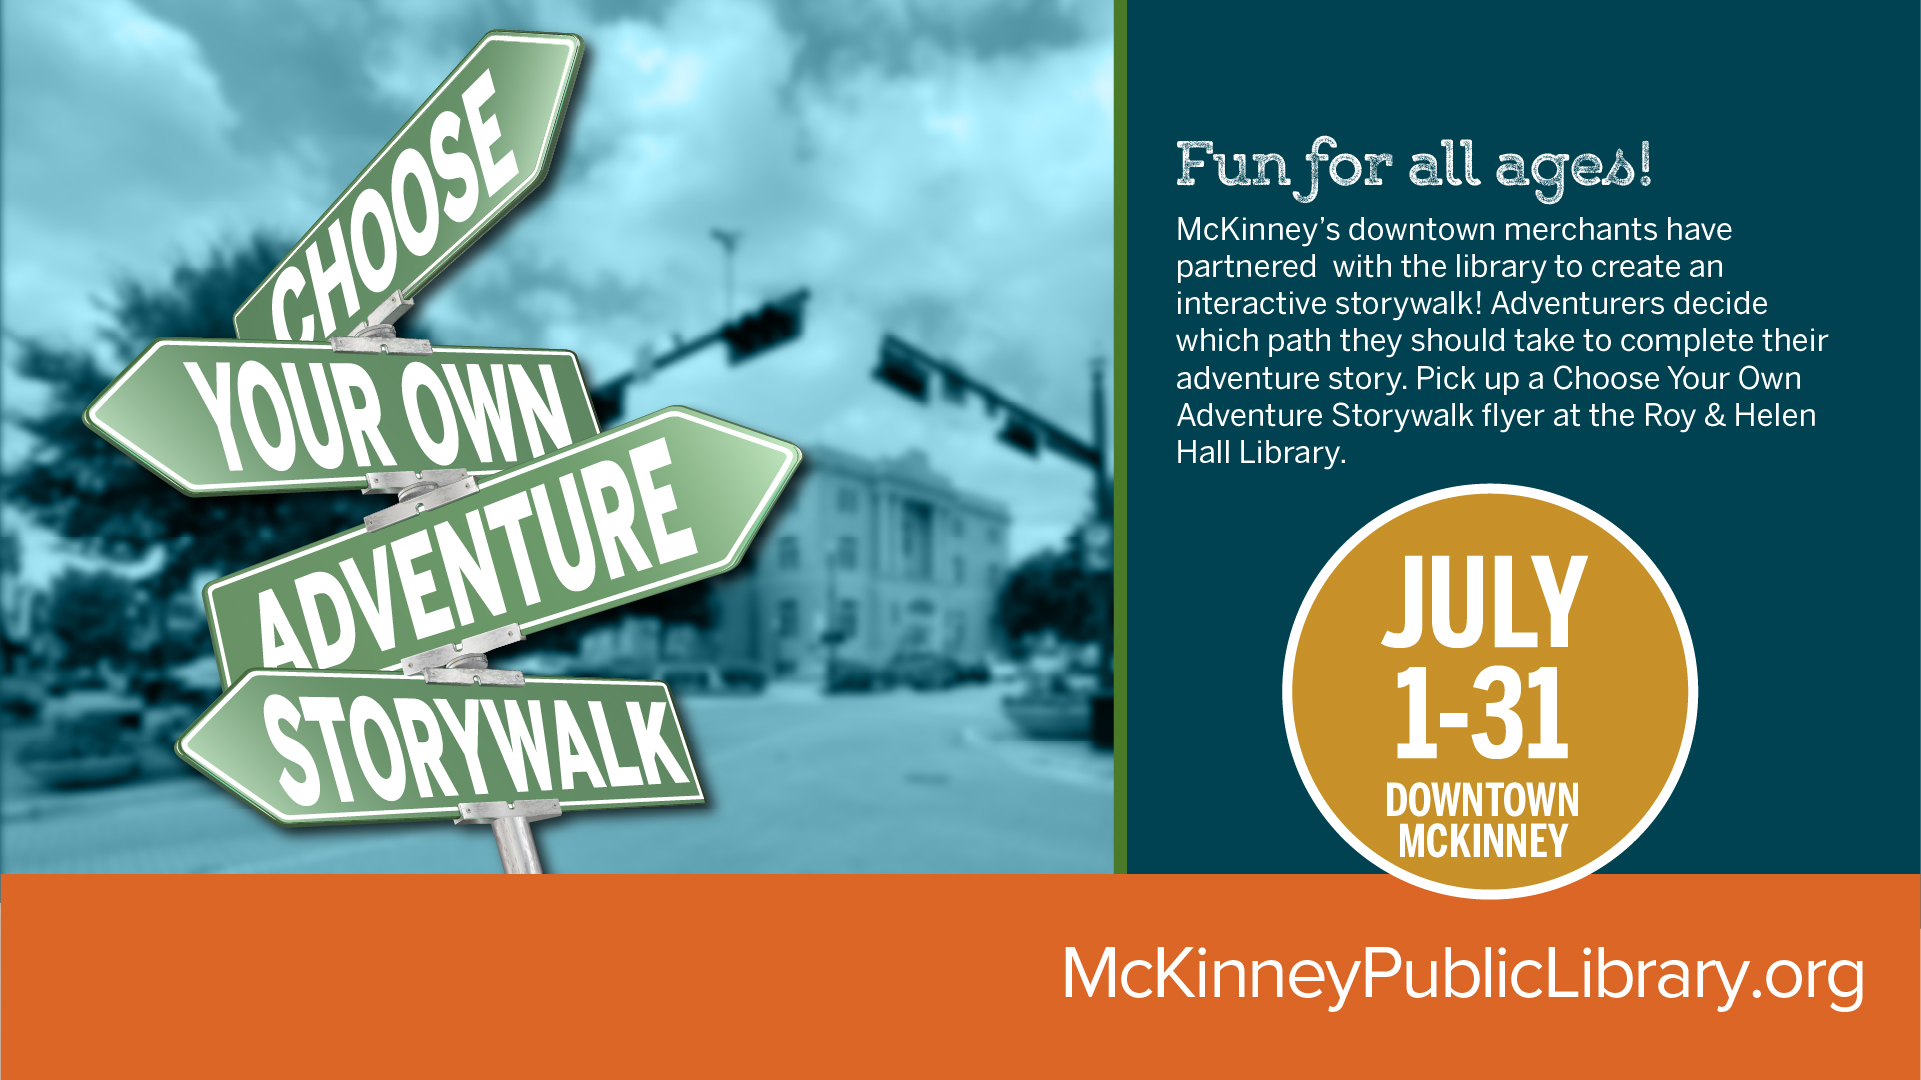 CHOOSE
YOUR OWN
ADVENTURE
STORYWALK
Fun for all ages!
McKinney’s downtown merchants have
partnered  with the library to create an
interactive storywalk! Adventurers decide
which path they should take to complete their
adventure story. Pick up a Choose Your Own
Adventure Storywalk flyer at the Roy & Helen
Hall Library.
JULY
1-31
DOWNTOWN
MCKINNEY
McKinneyPublicLibrary.org